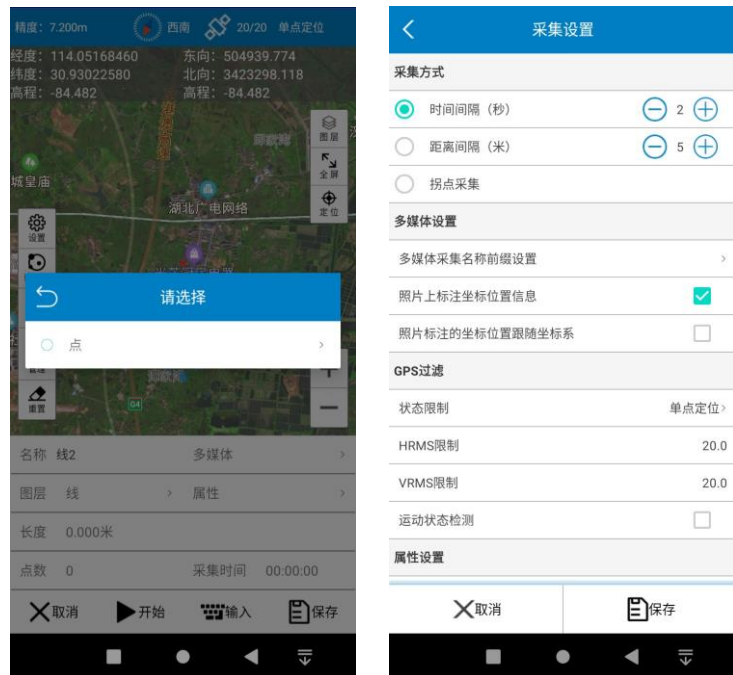 精度：7.200m 西南 20/20 单点定位
经度：114.05168460 东向：504939.774
纬度：30.93022580 北向：3423298.118
高程：-84.482 高程：-84.482
图层
全屏
城皇庙
定位
湖北广电网络
设置
请选择
点
管理
重置
G4
名称 线2 多媒体
图层 线 属性
长度 0.000米
点数 0 采集时间 00:00:00
取消 开始 输入 保存
采集设置
采集方式
时间间隔（秒） 2
距离间隔（米） 5
拐点采集
多媒体设置
多媒体采集名称前缀设置
照片上标注坐标位置信息
照片标注的坐标位置跟随坐标系
GPS过滤
状态限制 单点定位
HRMS限制 20.0
VRMS限制 20.0
运动状态检测
属性设置
取消 保存